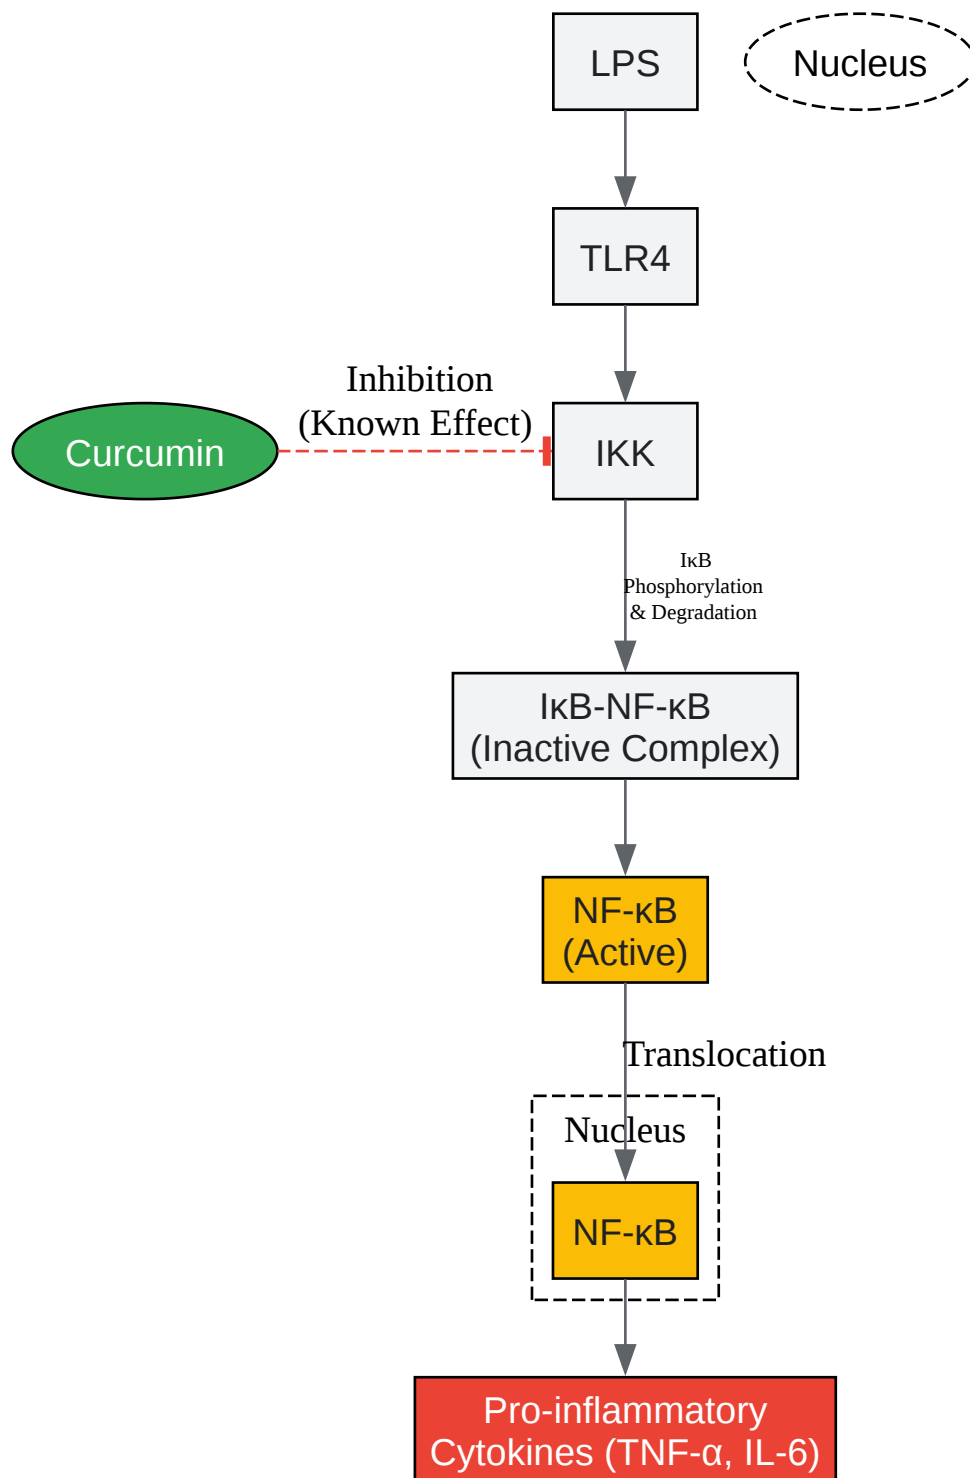 LPS
Nucleus
TLR4
Inhibition
(Known Effect)
Curcumin
IKK
IκB
Phosphorylation
& Degradation
IκB-NF-κB
(Inactive Complex)
NF-κB
(Active)
Translocation
Nucleus
NF-κB
Pro-inflammatory
Cytokines (TNF-α, IL-6)